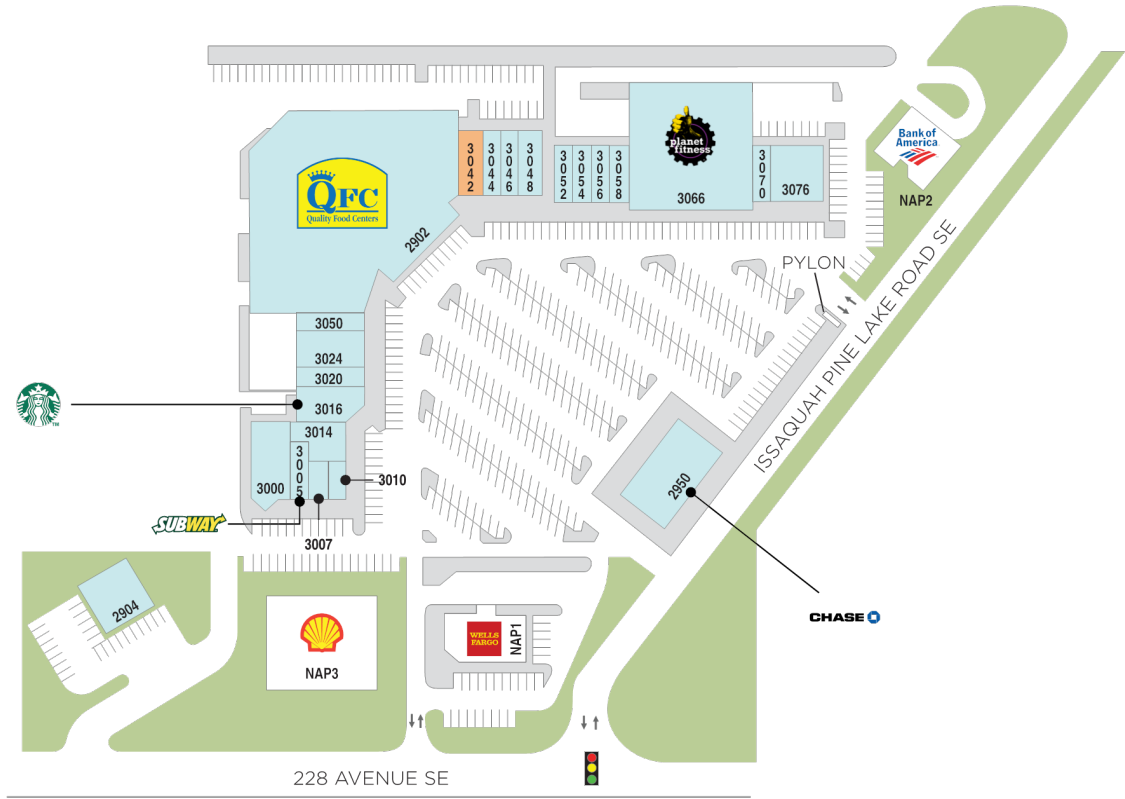 Bank of
America
NAP2
3042
3044
3046
3048
3052
3054
3056
3058
planet
fitness
3066
3070
3076
QFC
Quality Food Centers
2902
PYLON
ISSAQUAH PINE LAKE ROAD SE
3050
3024
3020
3016
TM
3014
3005
3000
3010
SUBWAY
3007
2950
CHASE
2904
NAP3
WELLS
FARGO
NAP1
228 AVENUE SE